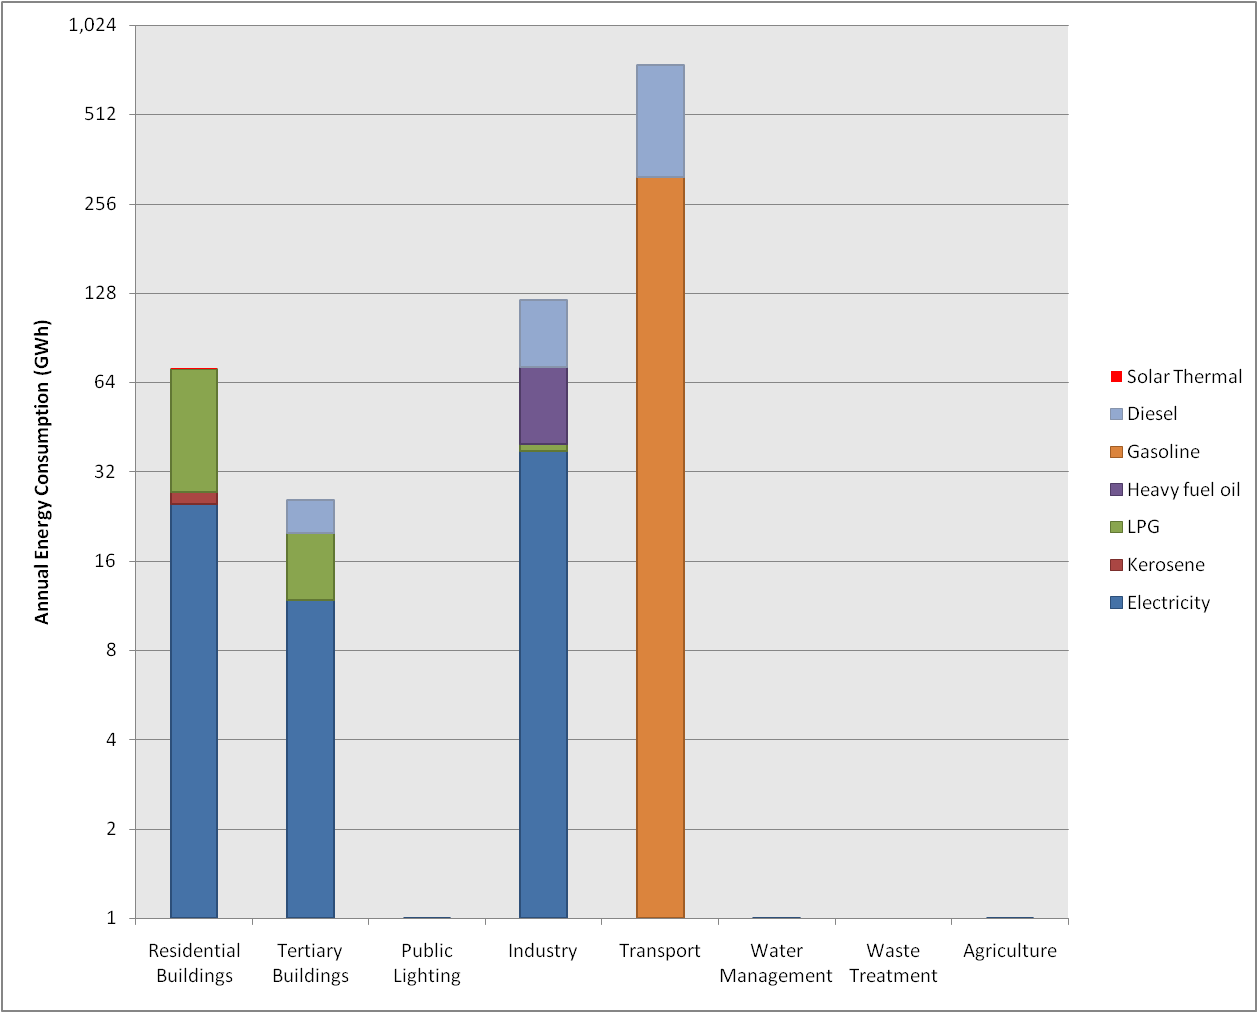 1,024
512
256
128
64
32
16
8
4
2
1
Annual Energy Consumption (GWh)
Residential
Buildings
Tertiary
Buildings
Public
Lighting
Industry
Transport
Water
Management
Waste
Treatment
Agriculture
Solar Thermal
Diesel
Gasoline
Heavy fuel oil
LPG
Kerosene
Electricity